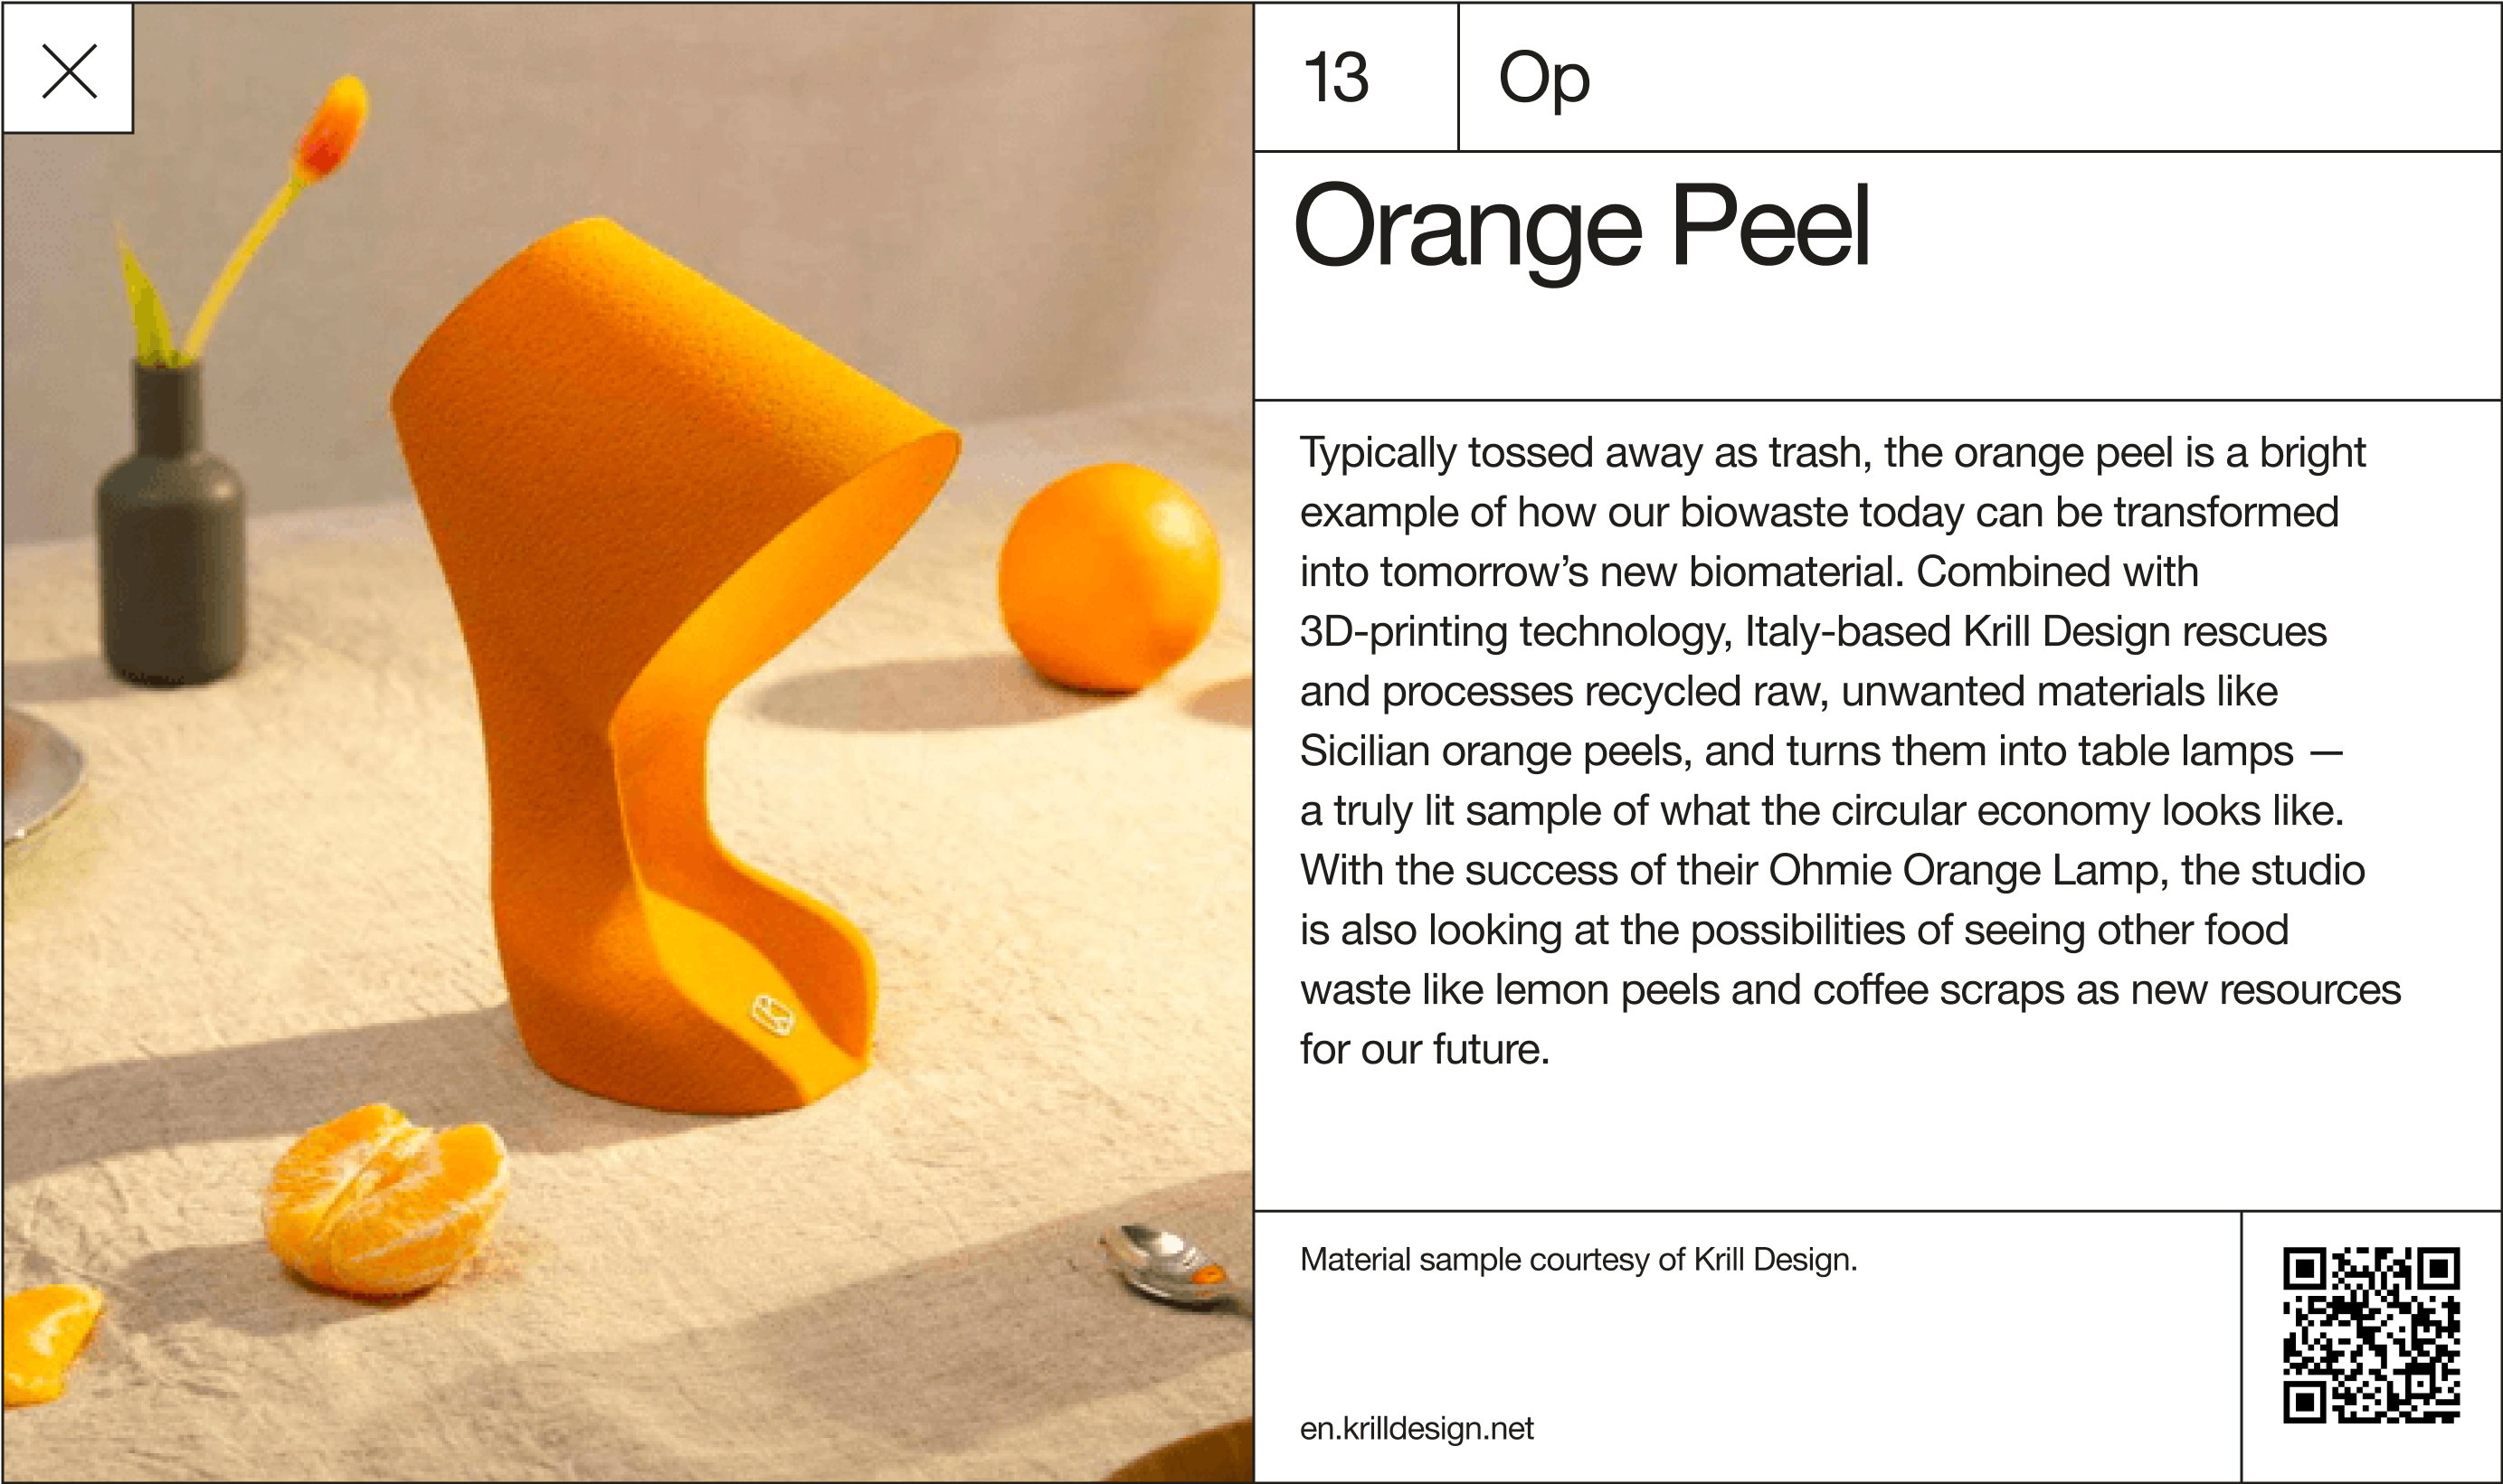 13
Op
Orange Peel
Typically tossed away as trash, the orange peel is a bright
example of how our biowaste today can be transformed
into tomorrow’s new biomaterial. Combined with
3D-printing technology, Italy-based Krill Design rescues
and processes recycled raw, unwanted materials like
Sicilian orange peels, and turns them into table lamps —
a truly lit sample of what the circular economy looks like.
With the success of their Ohmie Orange Lamp, the studio
is also looking at the possibilities of seeing other food
waste like lemon peels and coffee scraps as new resources
for our future.
Material sample courtesy of Krill Design.
en.krilldesign.net